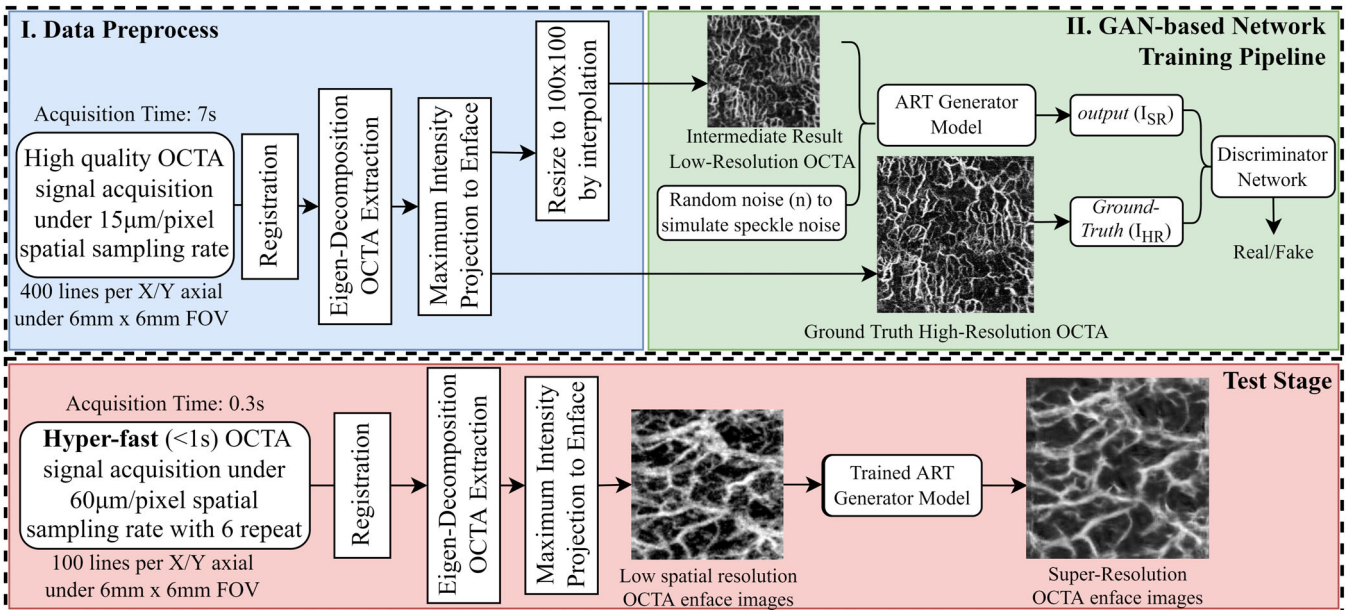 I. Data Preprocess
Acquisition Time: 7s
High quality OCTA
signal acquisition
under 15μm/pixel
spatial sampling rate
400 lines per X/Y axial
under 6mm x 6mm FOV
Registration
Eigen-Decomposition
OCTA Extraction
Maximum Intensity
Projection to Enface
Resize to 100x100
by interpolation
II. GAN-based Network
Training Pipeline
Intermediate Result
Low-Resolution OCTA
Random noise (n) to
simulate speckle noise
ART Generator
Model
output (I_SR)
Ground-
Truth (I_HR)
Discriminator
Network
Real/Fake
Ground Truth High-Resolution OCTA
Test Stage
Acquisition Time: 0.3s
Hyper-fast (<1s) OCTA
signal acquisition under
60μm/pixel spatial
sampling rate with 6 repeat
100 lines per X/Y axial
under 6mm x 6mm FOV
Registration
Eigen-Decomposition
OCTA Extraction
Maximum Intensity
Projection to Enface
Low spatial resolution
OCTA enface images
Trained ART
Generator Model
Super-Resolution
OCTA enface images